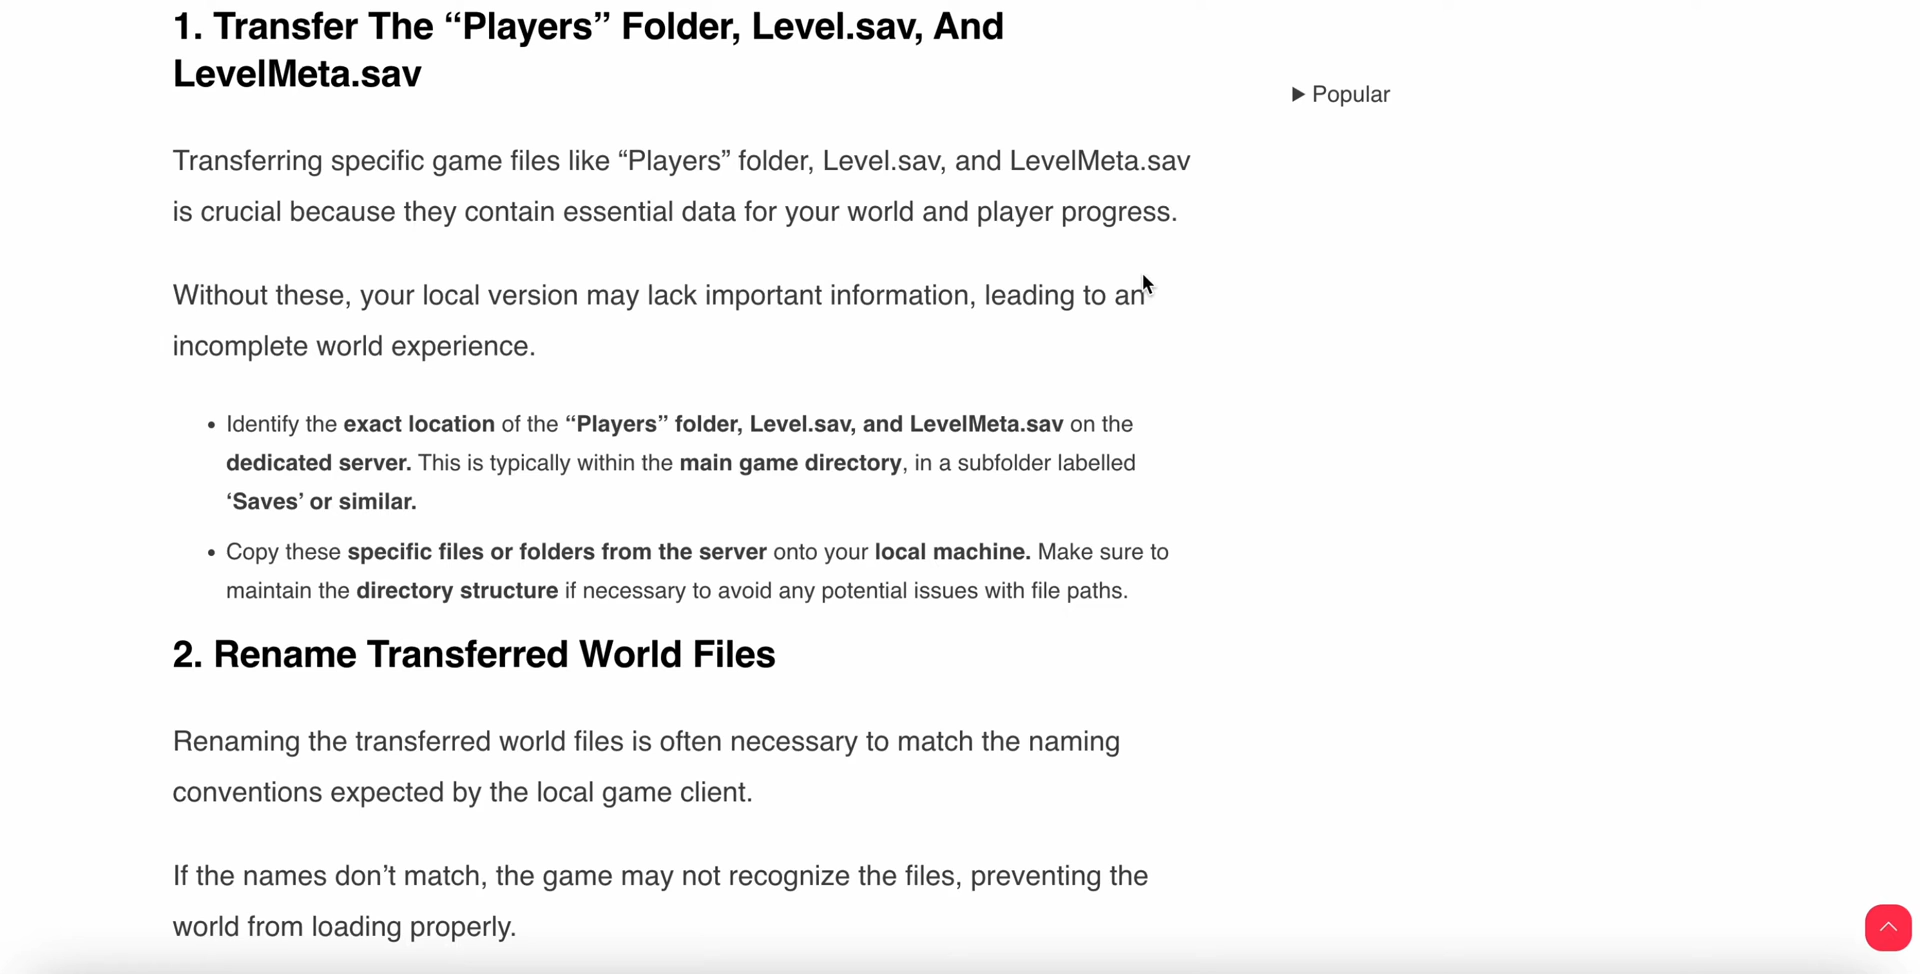 1. Transfer The “Players” Folder, Level.sav, And
LevelMeta.sav
Popular
Transferring specific game files like “Players” folder, Level.sav, and LevelMeta.sav
is crucial because they contain essential data for your world and player progress.
Without these, your local version may lack important information, leading to an
incomplete world experience.
• Identify the exact location of the “Players” folder, Level.sav, and LevelMeta.sav on the
dedicated server. This is typically within the main game directory, in a subfolder labelled
‘Saves’ or similar.
• Copy these specific files or folders from the server onto your local machine. Make sure to
maintain the directory structure if necessary to avoid any potential issues with file paths.
2. Rename Transferred World Files
Renaming the transferred world files is often necessary to match the naming
conventions expected by the local game client.
If the names don’t match, the game may not recognize the files, preventing the
world from loading properly.